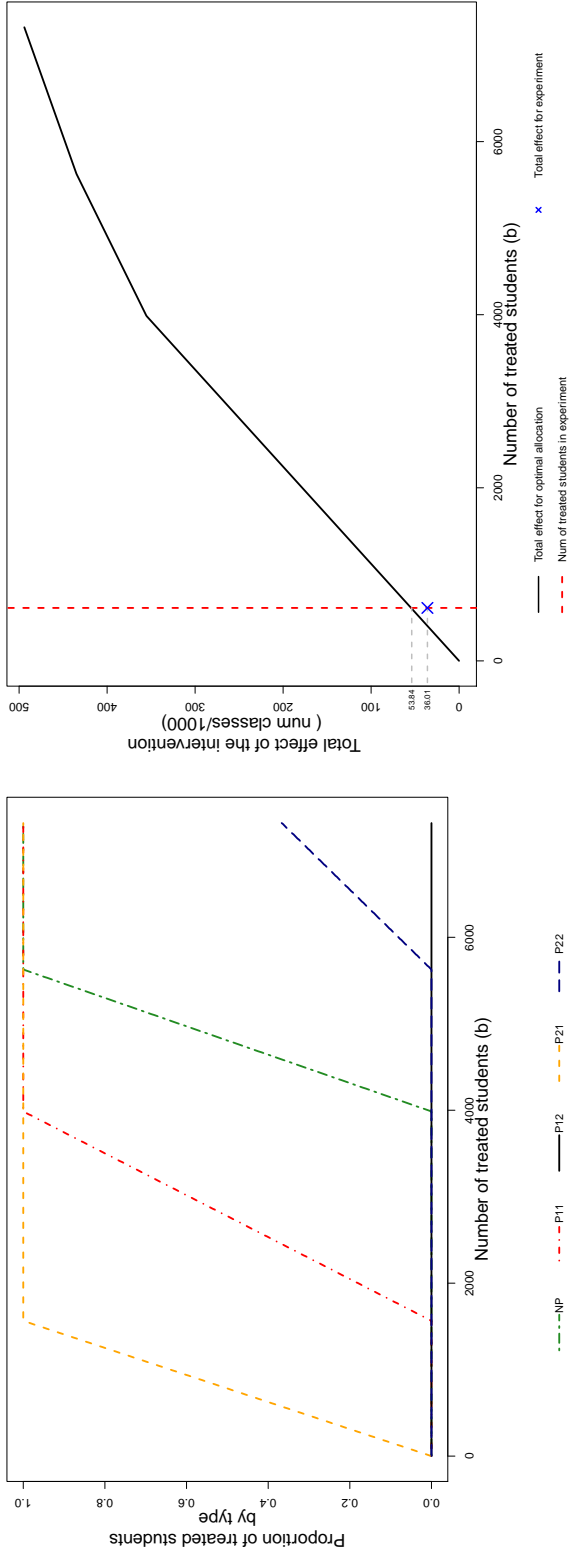 Proportion of treated students
by type
1.0
0.8
0.6
0.4
0.2
0.0
0
2000
4000
6000
Number of treated students (b)
NP
P11
P12
P21
P22
Total effect of the intervention
( num classes/1000)
500
400
300
200
100
0
53.84
36.01
0
2000
4000
6000
Number of treated students (b)
Total effect for optimal allocation
Num of treated students in experiment
Total effect for experiment